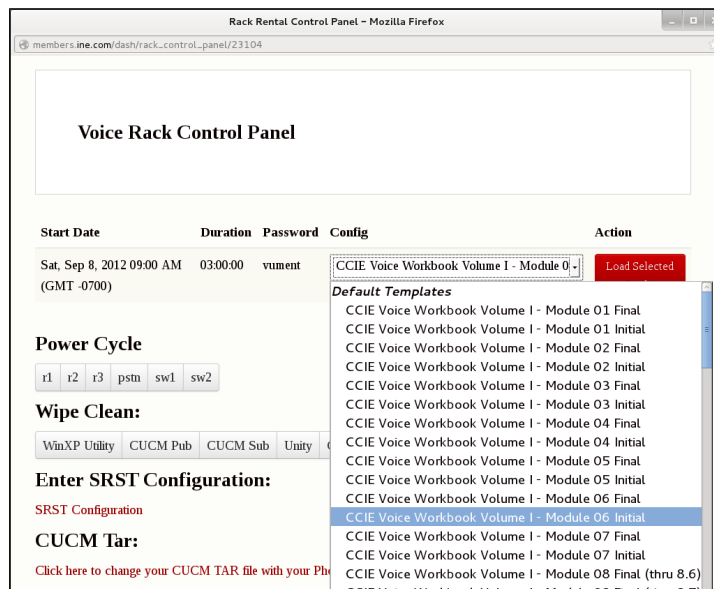 Rack Rental Control Panel - Mozilla Firefox
members.ine.com/dash/rack_control_panel/23104
Voice Rack Control Panel
Start Date Duration Password Config Action
Sat, Sep 8, 2012 09:00 AM 03:00:00 vument CCIE Voice Workbook Volume I - Module 0 Load Selected
(GMT -0700)
Default Templates
CCIE Voice Workbook Volume I - Module 01 Final
CCIE Voice Workbook Volume I - Module 01 Initial
CCIE Voice Workbook Volume I - Module 02 Final
CCIE Voice Workbook Volume I - Module 02 Initial
CCIE Voice Workbook Volume I - Module 03 Final
CCIE Voice Workbook Volume I - Module 03 Initial
CCIE Voice Workbook Volume I - Module 04 Final
CCIE Voice Workbook Volume I - Module 04 Initial
CCIE Voice Workbook Volume I - Module 05 Final
CCIE Voice Workbook Volume I - Module 05 Initial
CCIE Voice Workbook Volume I - Module 06 Final
CCIE Voice Workbook Volume I - Module 06 Initial
CCIE Voice Workbook Volume I - Module 07 Final
CCIE Voice Workbook Volume I - Module 07 Initial
CCIE Voice Workbook Volume I - Module 08 Final (thru 8.6)
Power Cycle
r1 r2 r3 pstn sw1 sw2
Wipe Clean:
WinXP Utility CUCM Pub CUCM Sub Unity
Enter SRST Configuration:
SRST Configuration
CUCM Tar:
Click here to change your CUCM TAR file with your